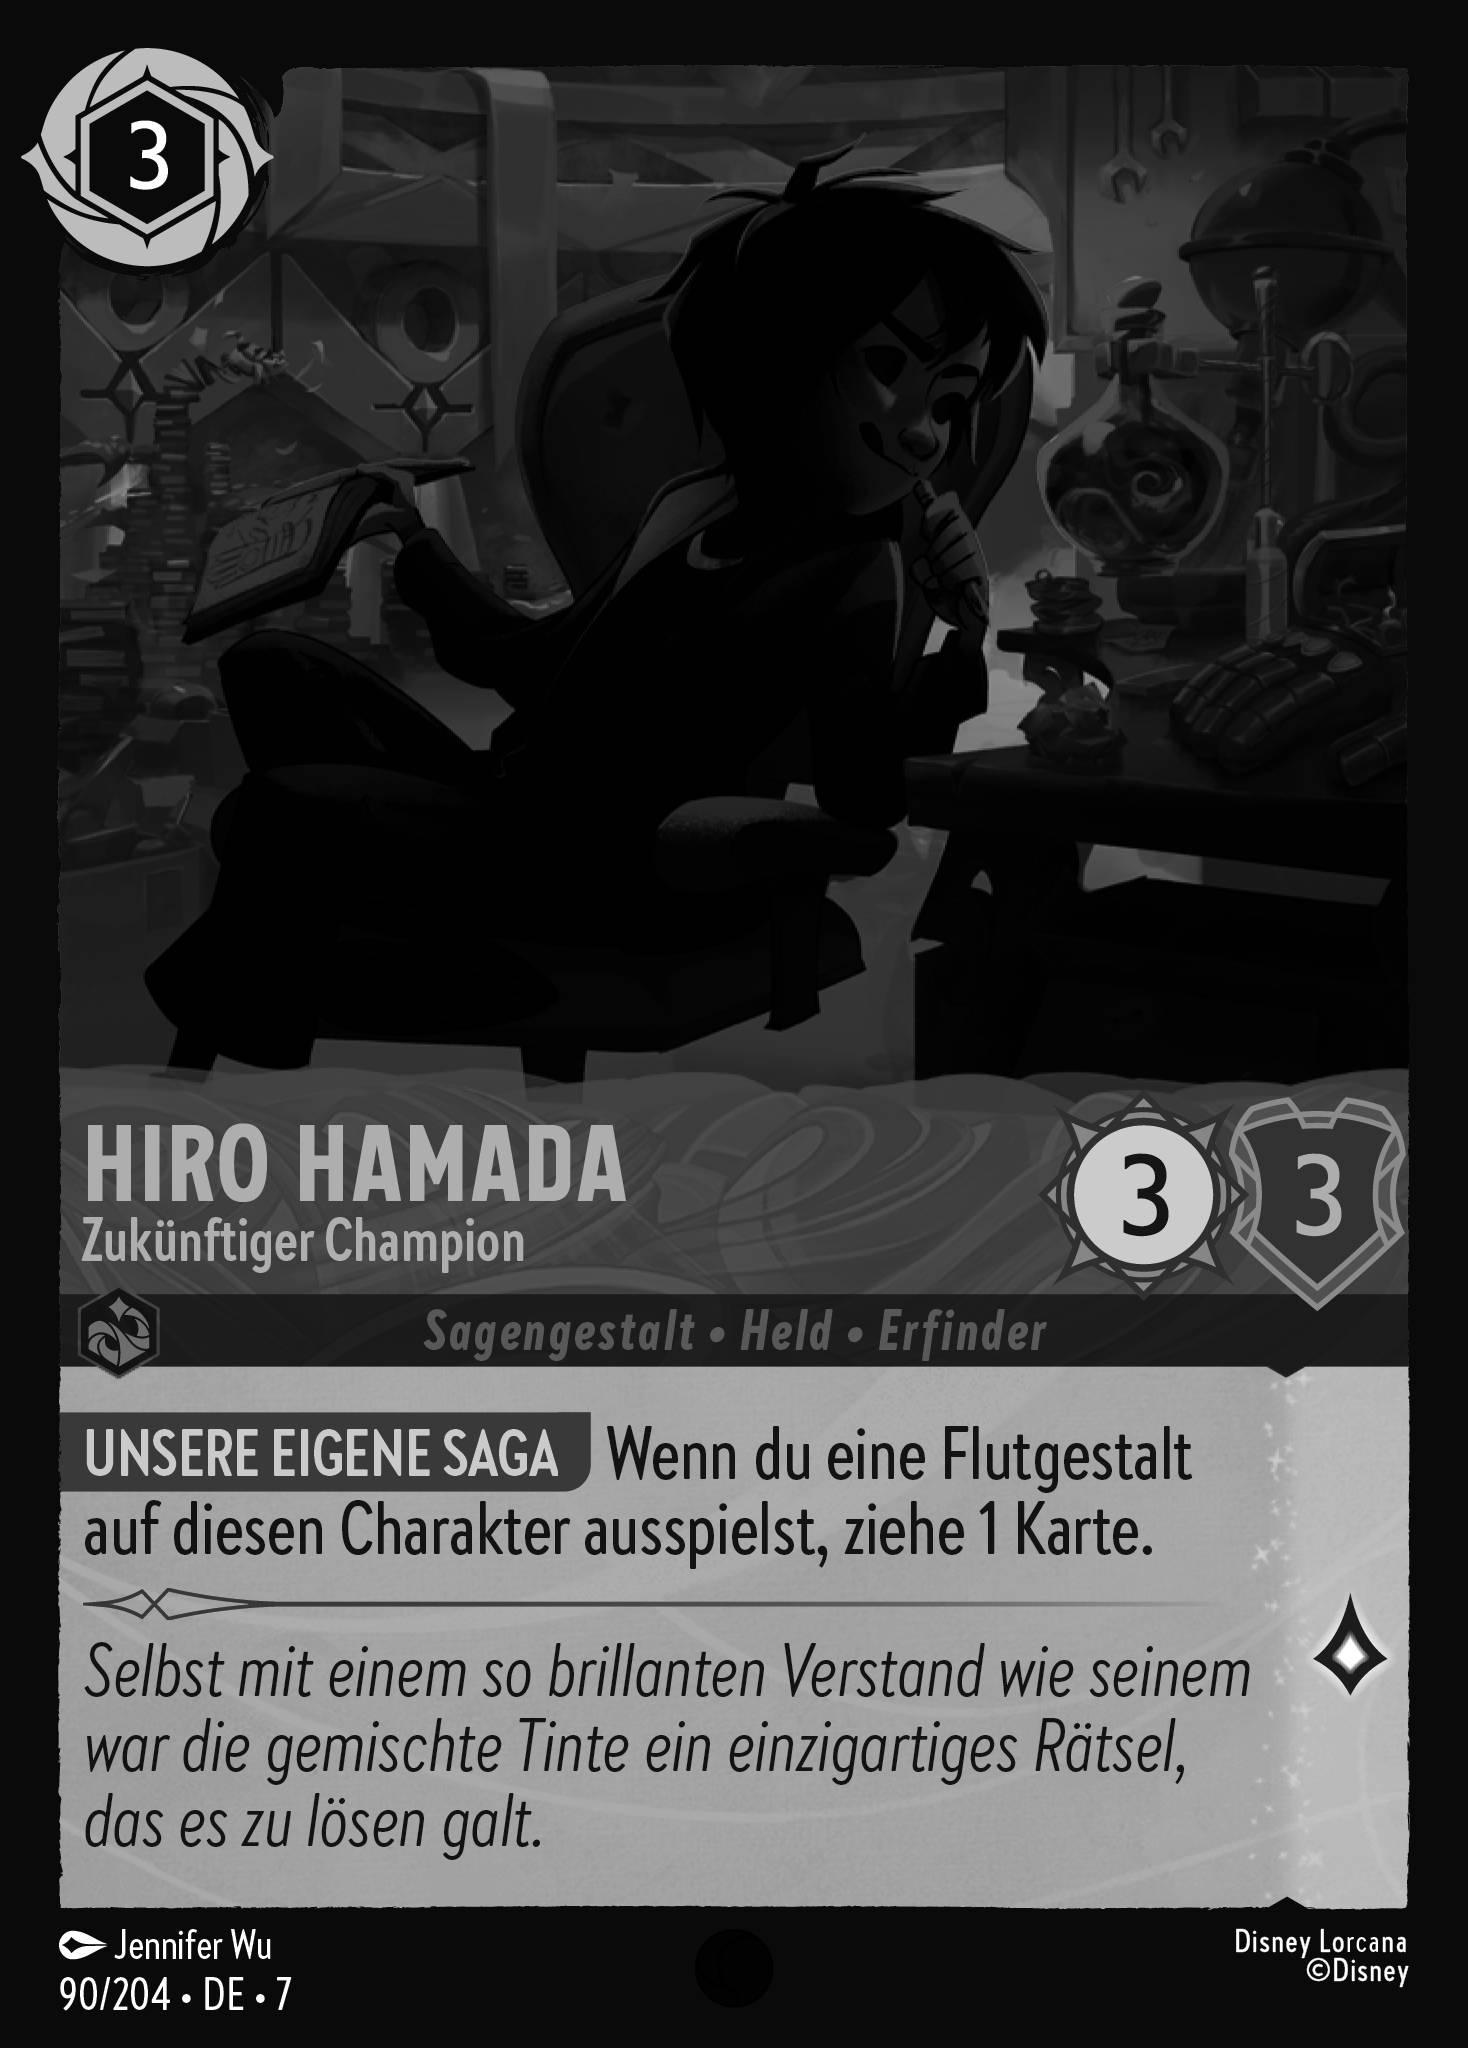 3
HIRO HAMADA
Zukünftiger Champion
3
3
Sagengestalt • Held • Erfinder
UNSERE EIGENE SAGA Wenn du eine Flutgestalt
auf diesen Charakter ausspielst, ziehe 1 Karte.
Selbst mit einem so brillanten Verstand wie seinem
war die gemischte Tinte ein einzigartiges Rätsel,
das es zu lösen galt.
Jennifer Wu
90/204 • DE • 7
Disney Lorcana
©Disney